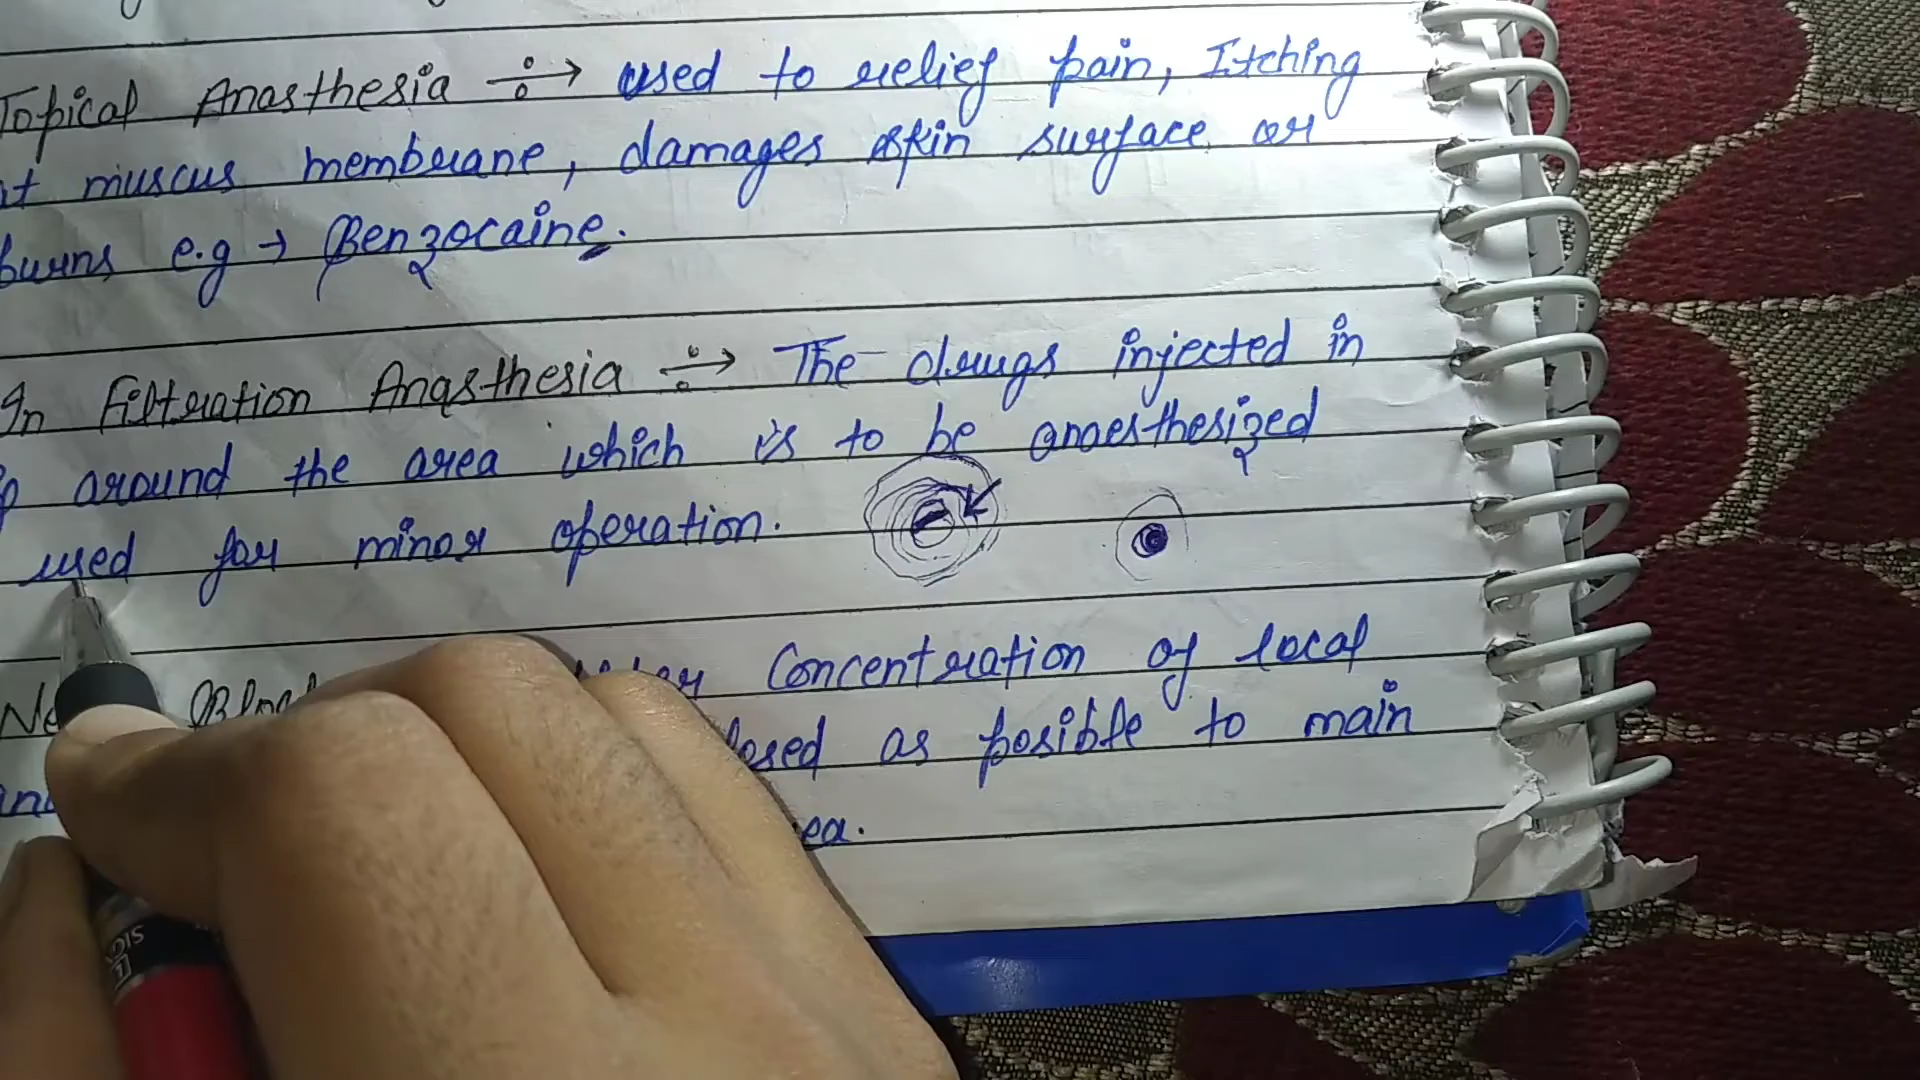 Topical Anasthesia ÷→ used to relief pain, Itching
at muscus membrane, damages skin surface or
burns e.g → Benzocaine.
In Filtration Anasthesia ÷→ The drugs injected in
around the area which is to be anaesthesized
used for minor operation.
Concentration of local
as posible to main